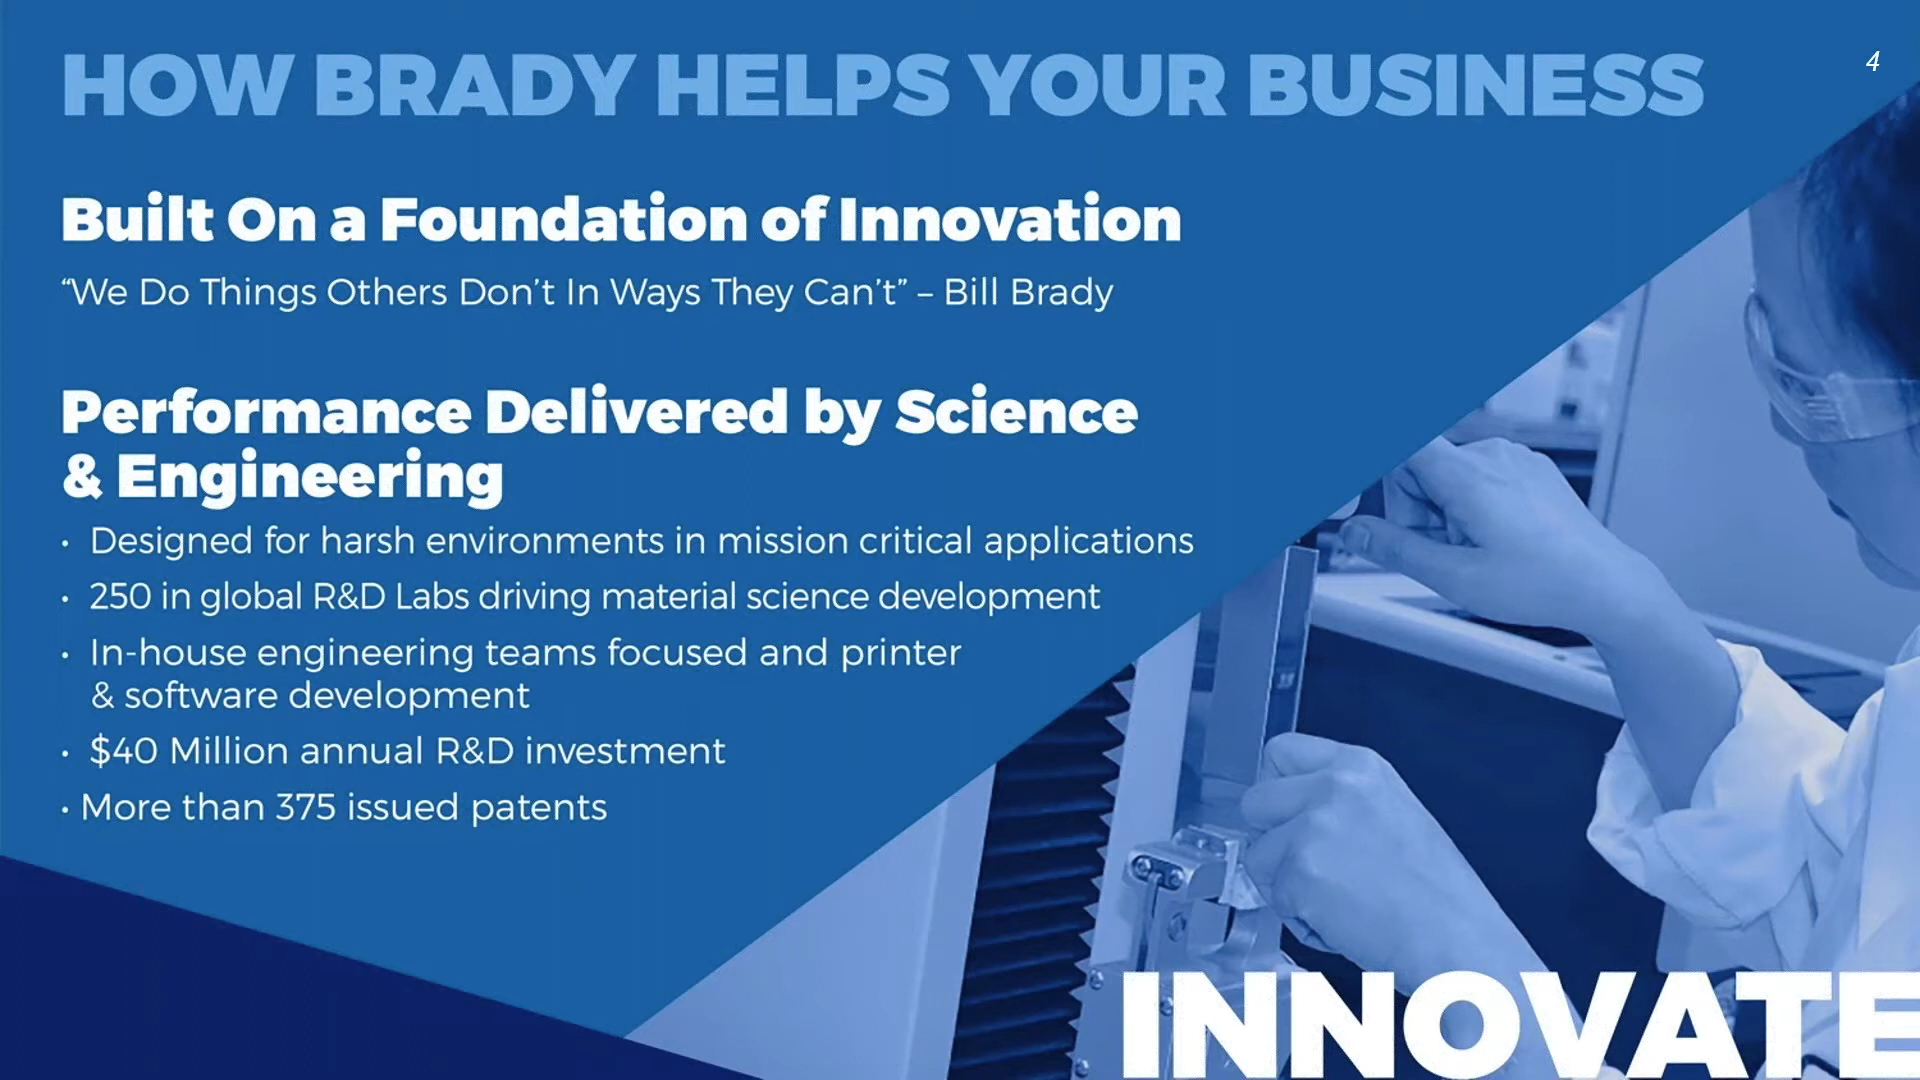 HOW BRADY HELPS YOUR BUSINESS
4
Built On a Foundation of Innovation
“We Do Things Others Don’t In Ways They Can’t” – Bill Brady
Performance Delivered by Science
& Engineering
• Designed for harsh environments in mission critical applications
• 250 in global R&D Labs driving material science development
• In-house engineering teams focused and printer
& software development
• $40 Million annual R&D investment
• More than 375 issued patents
INNOVATE